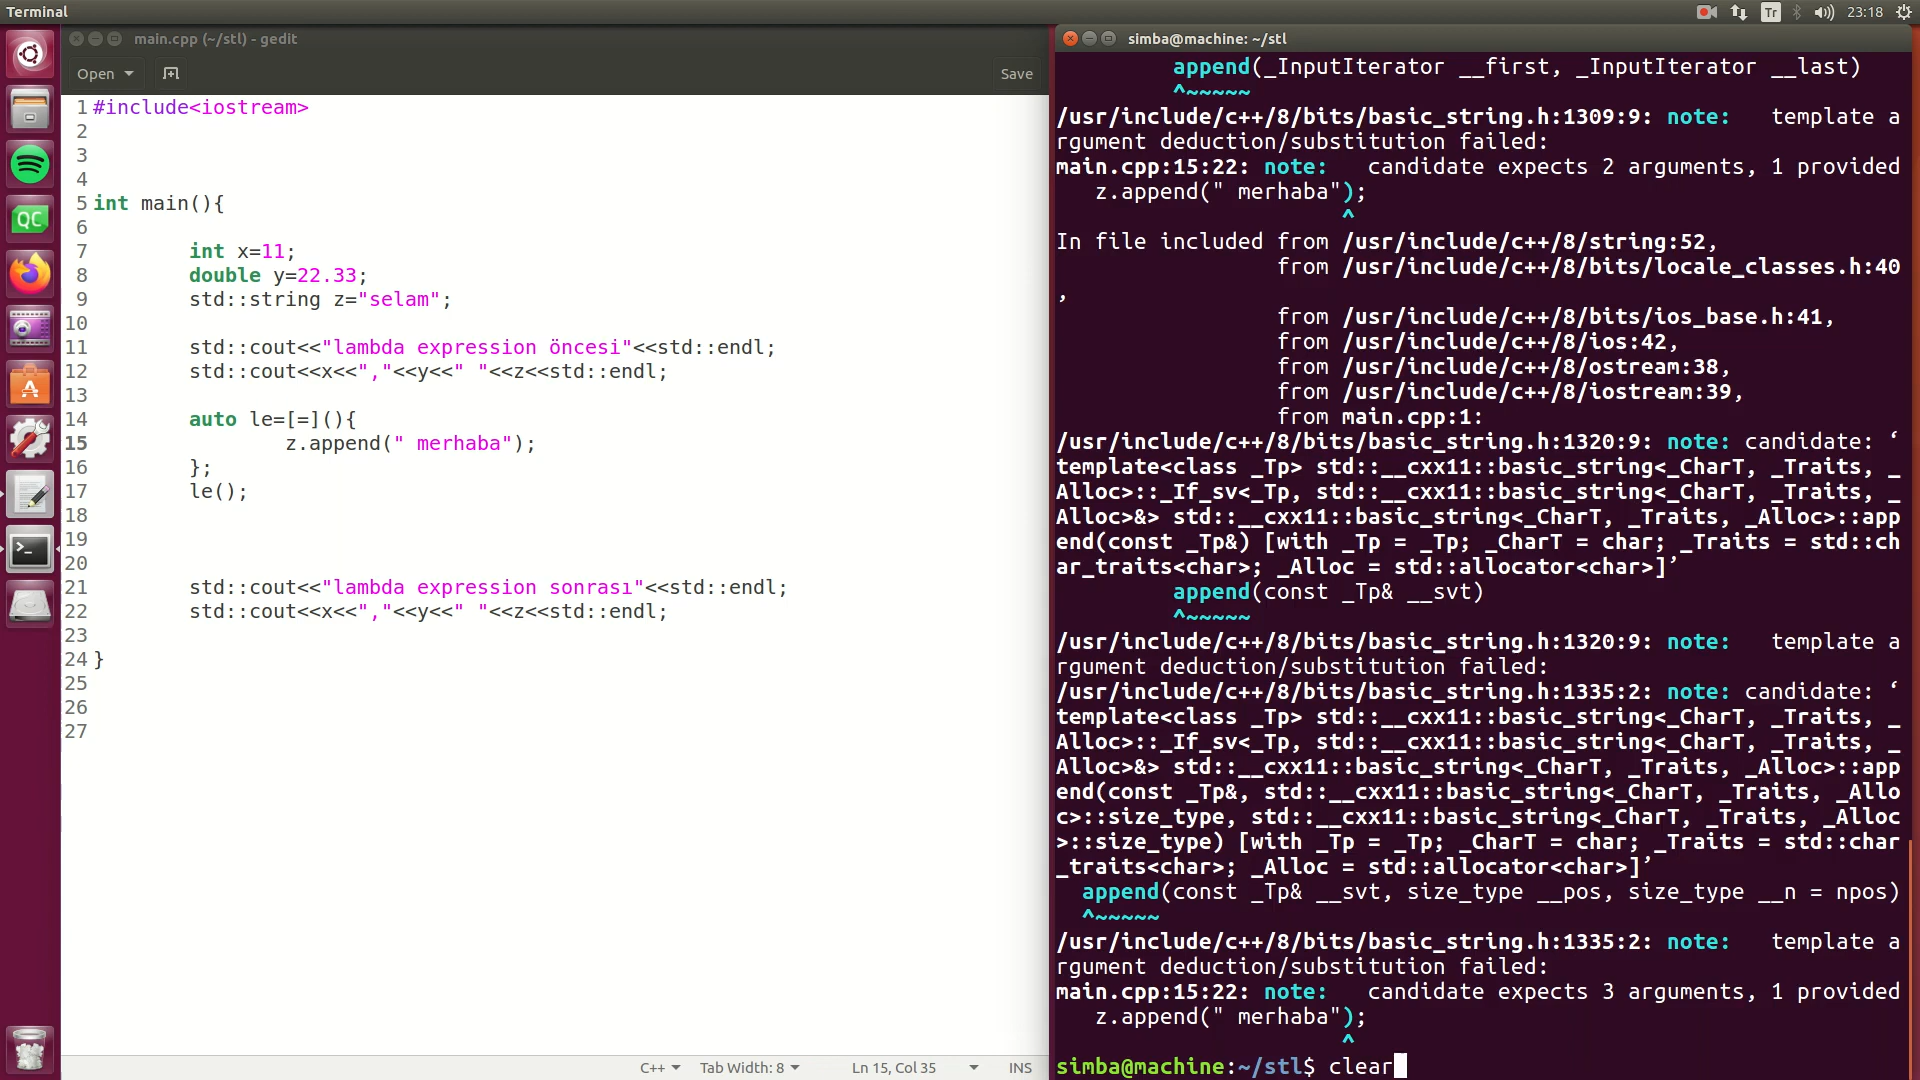 Terminal
Tr
23:18
main.cpp (~/stl) - gedit
Open
Save
1 #include<iostream>
2
3
4
5 int main(){
6
7 int x=11;
8 double y=22.33;
9 std::string z="selam";
10
11 std::cout<<"lambda expression öncesi"<<std::endl;
12 std::cout<<x<<","<<y<<" "<<z<<std::endl;
13
14 auto le=[=](){
15 z.append(" merhaba");
16 };
17 le();
18
19
20
21 std::cout<<"lambda expression sonrası"<<std::endl;
22 std::cout<<x<<","<<y<<" "<<z<<std::endl;
23
24 }
25
26
27
C++
Tab Width: 8
Ln 15, Col 35
INS
QC
simba@machine: ~/stl
append(_InputIterator __first, _InputIterator __last)
^~~~~~
/usr/include/c++/8/bits/basic_string.h:1309:9: note:   template a
rgument deduction/substitution failed:
main.cpp:15:22: note:   candidate expects 2 arguments, 1 provided
z.append(" merhaba");
^
In file included from /usr/include/c++/8/string:52,
from /usr/include/c++/8/bits/locale_classes.h:40
,
from /usr/include/c++/8/bits/ios_base.h:41,
from /usr/include/c++/8/ios:42,
from /usr/include/c++/8/ostream:38,
from /usr/include/c++/8/iostream:39,
from main.cpp:1:
/usr/include/c++/8/bits/basic_string.h:1320:9: note: candidate: ‘
template<class _Tp> std::__cxx11::basic_string<_CharT, _Traits, _
Alloc>::_If_sv<_Tp, std::__cxx11::basic_string<_CharT, _Traits, _
Alloc>&> std::__cxx11::basic_string<_CharT, _Traits, _Alloc>::app
end(const _Tp&) [with _Tp = _Tp; _CharT = char; _Traits = std::ch
ar_traits<char>; _Alloc = std::allocator<char>]’
append(const _Tp& __svt)
^~~~~~
/usr/include/c++/8/bits/basic_string.h:1320:9: note:   template a
rgument deduction/substitution failed:
/usr/include/c++/8/bits/basic_string.h:1335:2: note: candidate: ‘
template<class _Tp> std::__cxx11::basic_string<_CharT, _Traits, _
Alloc>::_If_sv<_Tp, std::__cxx11::basic_string<_CharT, _Traits, _
Alloc>&> std::__cxx11::basic_string<_CharT, _Traits, _Alloc>::app
end(const _Tp&, std::__cxx11::basic_string<_CharT, _Traits, _Allo
c>::size_type, std::__cxx11::basic_string<_CharT, _Traits, _Alloc
>::size_type) [with _Tp = _Tp; _CharT = char; _Traits = std::char
_traits<char>; _Alloc = std::allocator<char>]’
append(const _Tp& __svt, size_type __pos, size_type __n = npos)
^~~~~~
/usr/include/c++/8/bits/basic_string.h:1335:2: note:   template a
rgument deduction/substitution failed:
main.cpp:15:22: note:   candidate expects 3 arguments, 1 provided
z.append(" merhaba");
^
simba@machine:~/stl$ clear